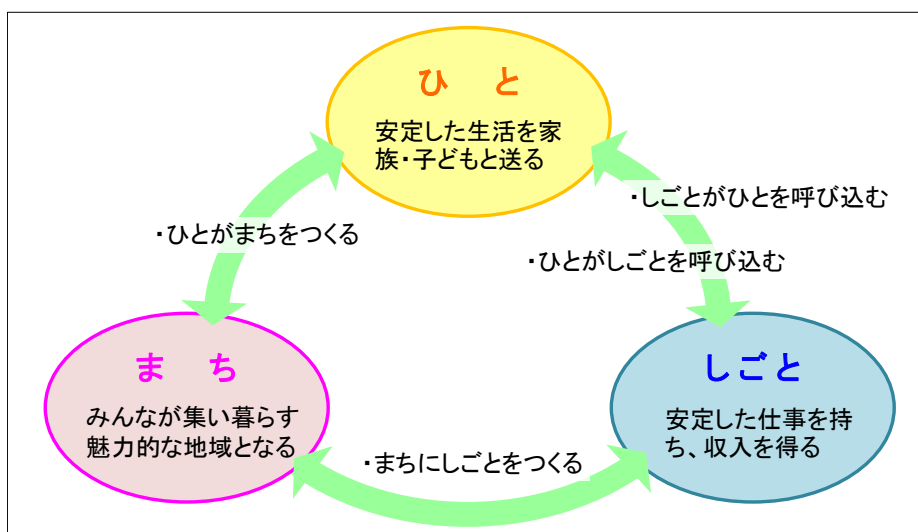 ひと
安定した生活を家
族・子どもと送る
・しごとがひとを呼び込む
・ひとがまちをつくる
・ひとがしごとを呼び込む
まち
みんなが集い暮らす
魅力的な地域となる
しごと
安定した仕事を持
ち、収入を得る
・まちにしごとをつくる